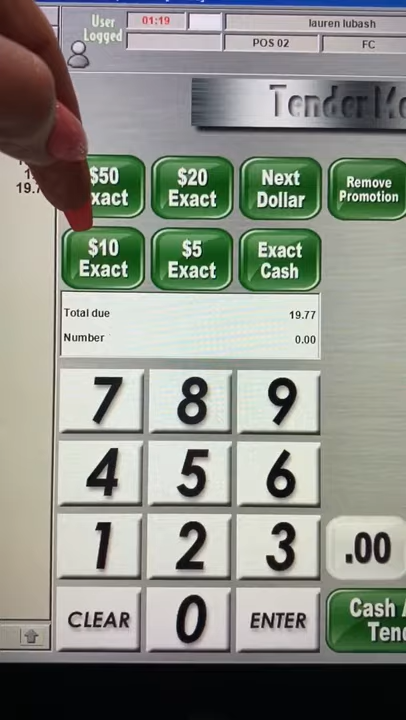 User
Logged
01:19
lauren lubash
POS 02
FC
Tender M
$50
xact
$20
Exact
Next
Dollar
Remove
Promotion
19.7
$10
Exact
$5
Exact
Exact
Cash
Total due 19.77
Number 0.00
7 8 9
4 5 6
1 2 3 .00
CLEAR 0 ENTER
Cash
Ten